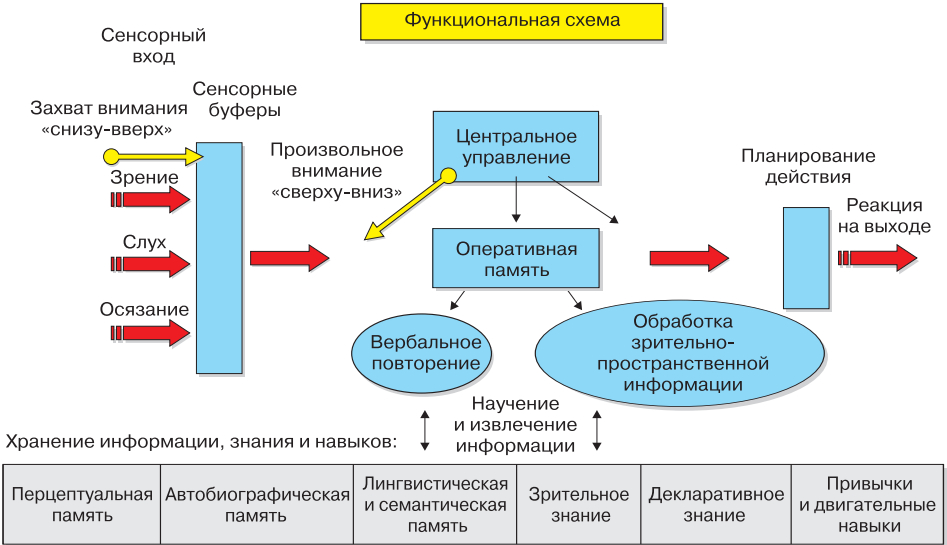 Функциональная схема
Сенсорный
вход
Сенсорные
буферы
Захват внимания
«снизу-вверх»
Зрение
Слух
Осязание
Произвольное
внимание
«сверху-вниз»
Центральное
управление
Оперативная
память
Вербальное
повторение
Обработка
зрительно-
пространственной
информации
Планирование
действия
Реакция
на выходе
Научение
и извлечение
информации
Хранение информации, знания и навыков:
Перцептуальная
память
Автобиографическая
память
Лингвистическая
и семантическая
память
Зрительное
знание
Декларативное
знание
Привычки
и двигательные
навыки